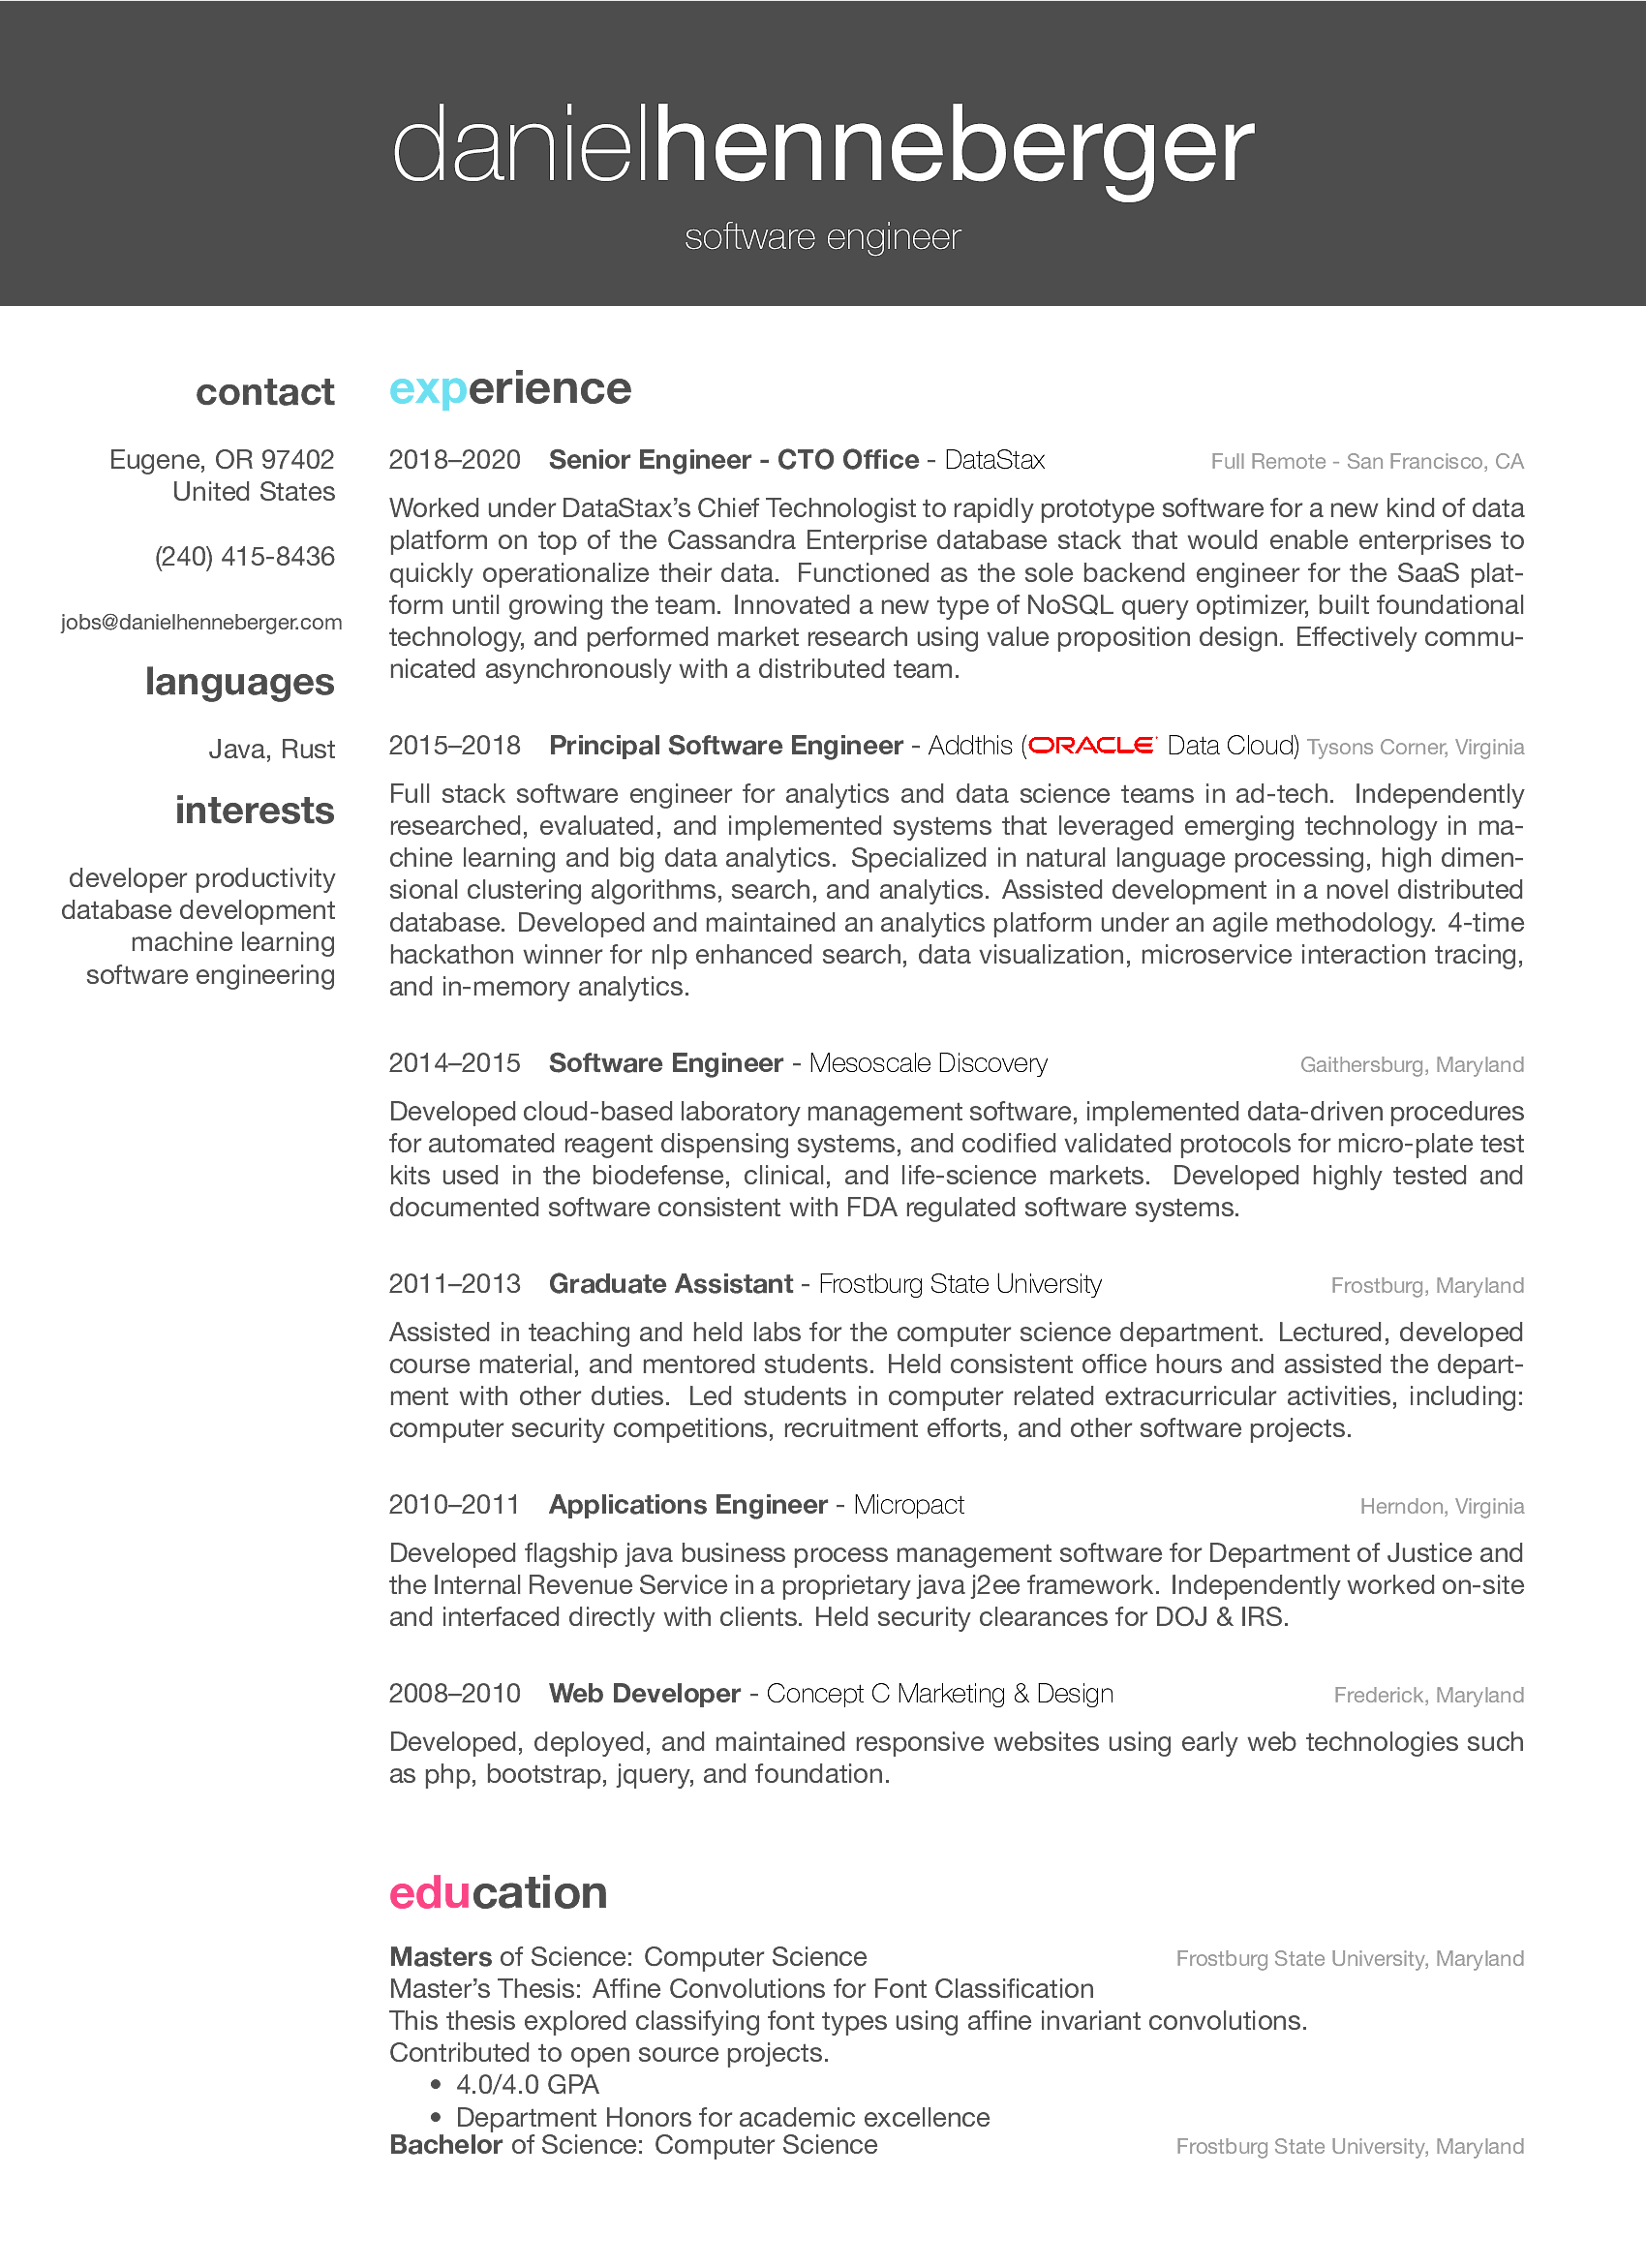 danielhenneberger
software engineer
contact
Eugene, OR 97402
United States
(240) 415-8436
jobs@danielhenneberger.com
languages
Java, Rust
interests
developer productivity
database development
machine learning
software engineering
experience
2018–2020 Senior Engineer - CTO Office - DataStax Full Remote - San Francisco, CA
Worked under DataStax’s Chief Technologist to rapidly prototype software for a new kind of data
platform on top of the Cassandra Enterprise database stack that would enable enterprises to
quickly operationalize their data. Functioned as the sole backend engineer for the SaaS plat-
form until growing the team. Innovated a new type of NoSQL query optimizer, built foundational
technology, and performed market research using value proposition design. Effectively commu-
nicated asynchronously with a distributed team.
2015–2018 Principal Software Engineer - Addthis (ORACLE Data Cloud) Tysons Corner, Virginia
Full stack software engineer for analytics and data science teams in ad-tech. Independently
researched, evaluated, and implemented systems that leveraged emerging technology in ma-
chine learning and big data analytics. Specialized in natural language processing, high dimen-
sional clustering algorithms, search, and analytics. Assisted development in a novel distributed
database. Developed and maintained an analytics platform under an agile methodology. 4-time
hackathon winner for nlp enhanced search, data visualization, microservice interaction tracing,
and in-memory analytics.
2014–2015 Software Engineer - Mesoscale Discovery Gaithersburg, Maryland
Developed cloud-based laboratory management software, implemented data-driven procedures
for automated reagent dispensing systems, and codified validated protocols for micro-plate test
kits used in the biodefense, clinical, and life-science markets. Developed highly tested and
documented software consistent with FDA regulated software systems.
2011–2013 Graduate Assistant - Frostburg State University Frostburg, Maryland
Assisted in teaching and held labs for the computer science department. Lectured, developed
course material, and mentored students. Held consistent office hours and assisted the depart-
ment with other duties. Led students in computer related extracurricular activities, including:
computer security competitions, recruitment efforts, and other software projects.
2010–2011 Applications Engineer - Micropact Herndon, Virginia
Developed flagship java business process management software for Department of Justice and
the Internal Revenue Service in a proprietary java j2ee framework. Independently worked on-site
and interfaced directly with clients. Held security clearances for DOJ & IRS.
2008–2010 Web Developer - Concept C Marketing & Design Frederick, Maryland
Developed, deployed, and maintained responsive websites using early web technologies such
as php, bootstrap, jquery, and foundation.
education
Masters of Science: Computer Science Frostburg State University, Maryland
Master’s Thesis: Affine Convolutions for Font Classification
This thesis explored classifying font types using affine invariant convolutions.
Contributed to open source projects.
• 4.0/4.0 GPA
• Department Honors for academic excellence
Bachelor of Science: Computer Science Frostburg State University, Maryland